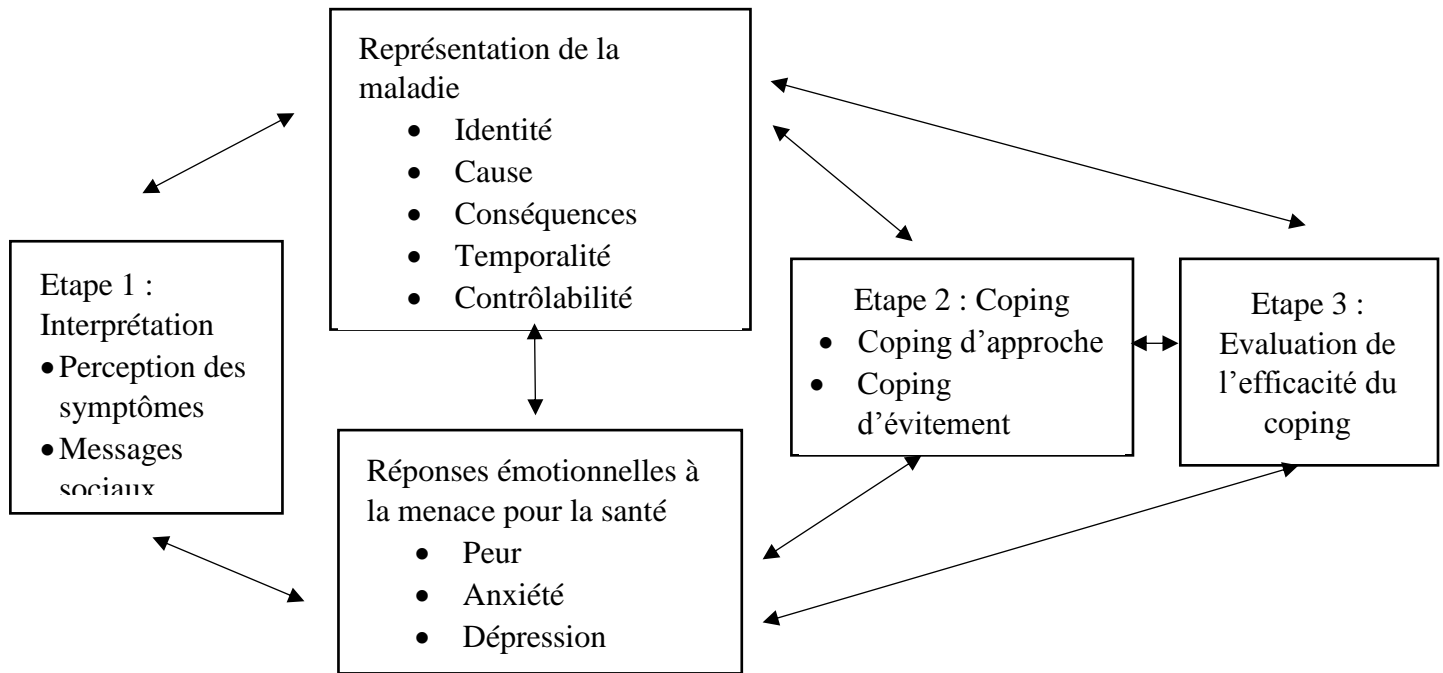 Représentation de la
maladie
• Identité
• Cause
• Conséquences
• Temporalité
• Contrôlabilité
Etape 1 :
Interprétation
• Perception des
symptômes
• Messages
sociaux
Réponses émotionnelles à
la menace pour la santé
• Peur
• Anxiété
• Dépression
Etape 2 : Coping
• Coping d’approche
• Coping
d’évitement
Etape 3 :
Evaluation de
l’efficacité du
coping